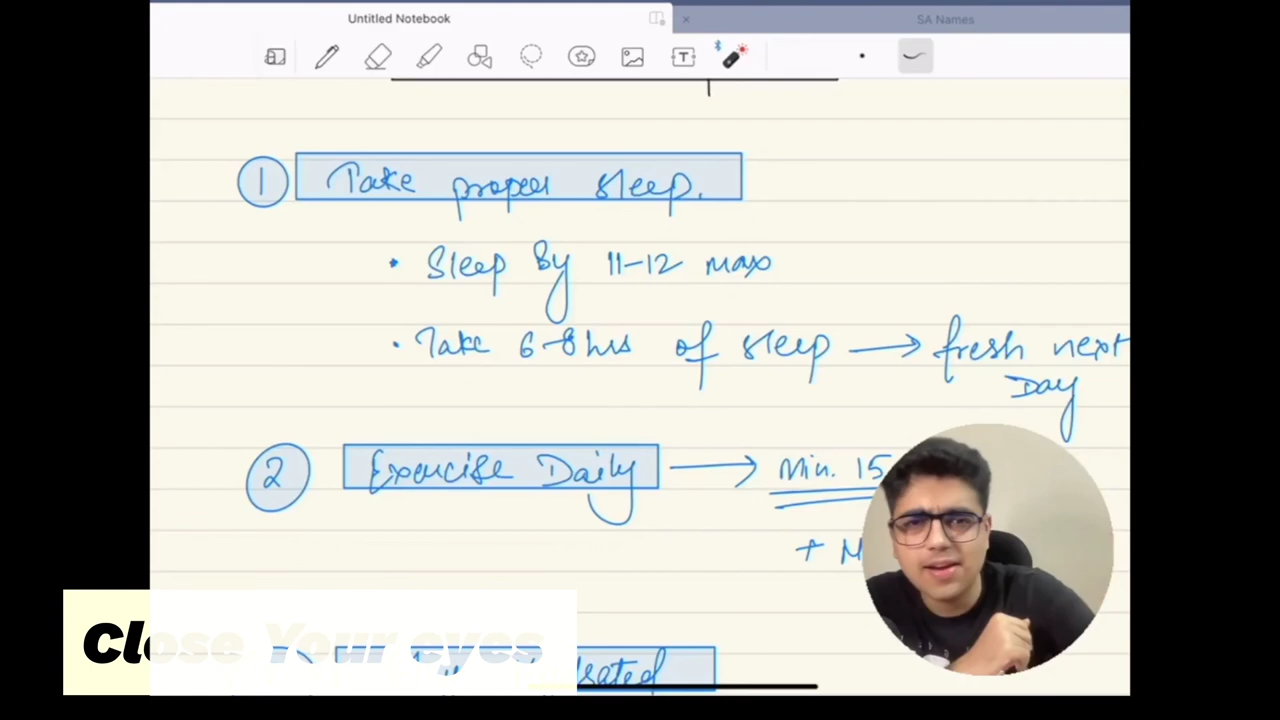 Untitled Notebook
× SA Names
T
1 Take proper sleep.
• Sleep By 11-12 max
• Take 6-8 hrs of sleep → fresh next
Day
2 Exercise Daily → Min. 15
+ M
Close Your eyes